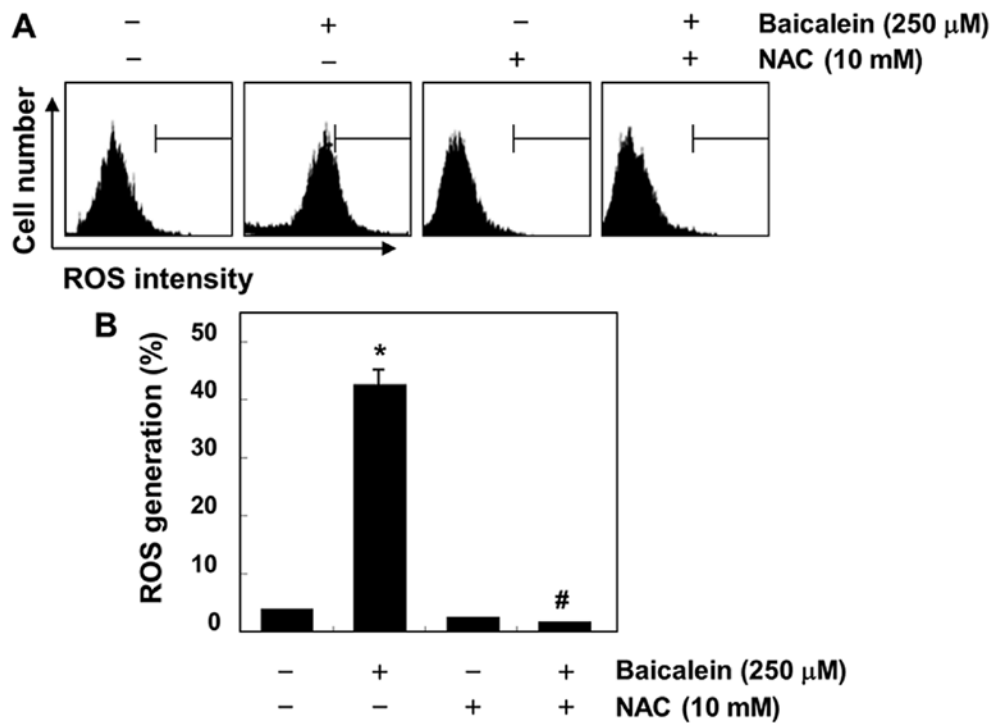 A
− + − + Baicalein (250 μM)
− − + + NAC (10 mM)
Cell number
ROS intensity
B
ROS generation (%)
50
40
30
20
10
0
*
#
− + − + Baicalein (250 μM)
− − + + NAC (10 mM)